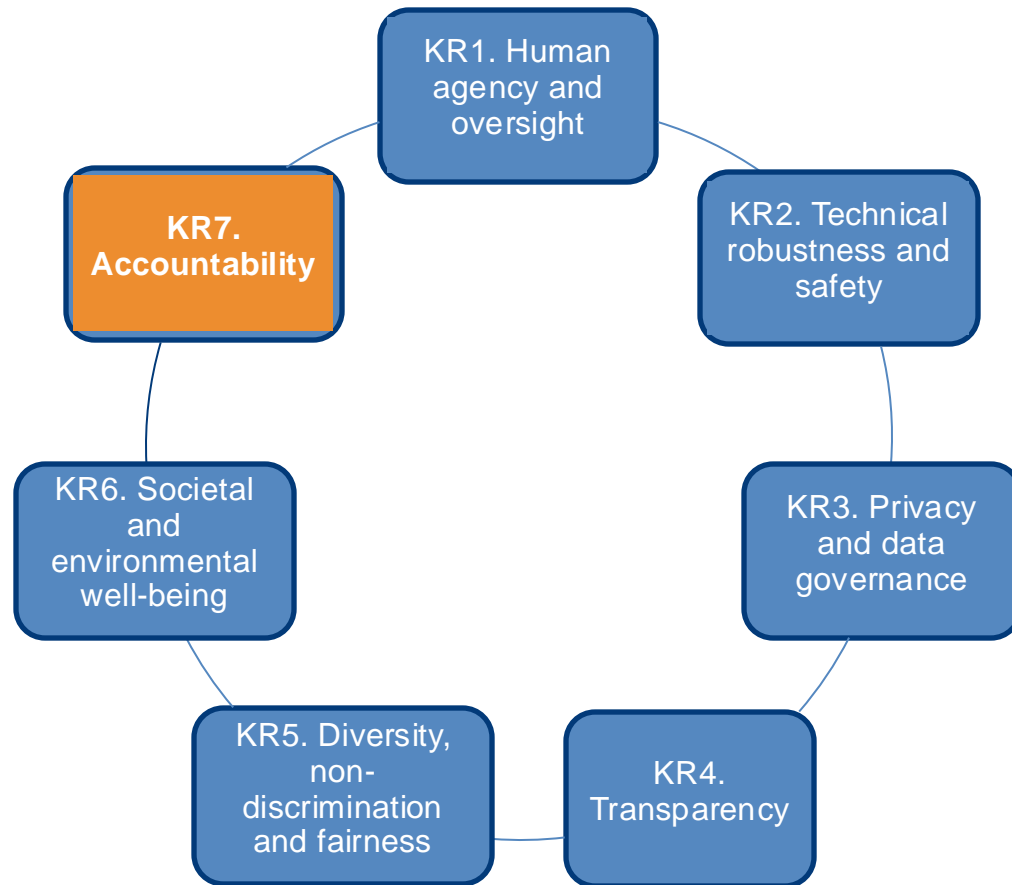 KR1. Human
agency and
oversight
KR2. Technical
robustness and
safety
KR3. Privacy
and data
governance
KR4.
Transparency
KR5. Diversity,
non-
discrimination
and fairness
KR6. Societal
and
environmental
well-being
KR7.
Accountability